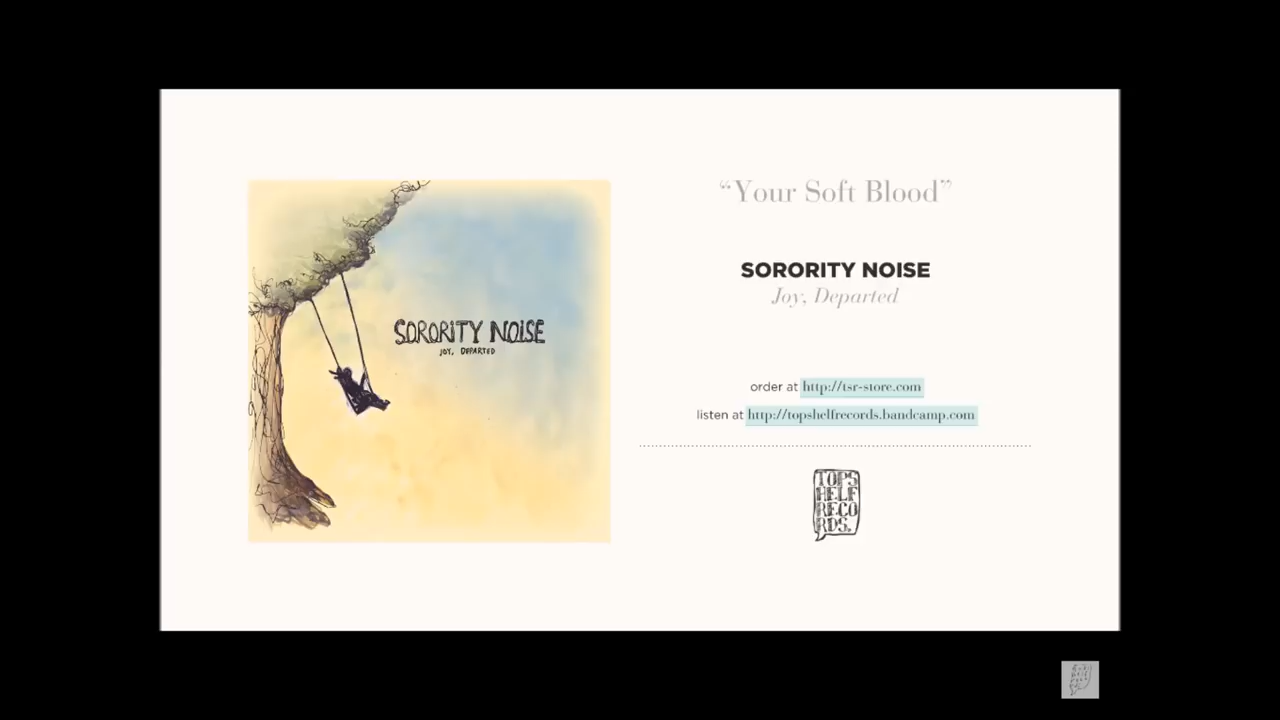 “Your Soft Blood”
SORORITY NOISE
Joy, Departed
SORORITY NOISE
JOY, DEPARTED
order at http://tsr-store.com
listen at http://topshelfrecords.bandcamp.com
TOPS
HELF
RECO
RDS.